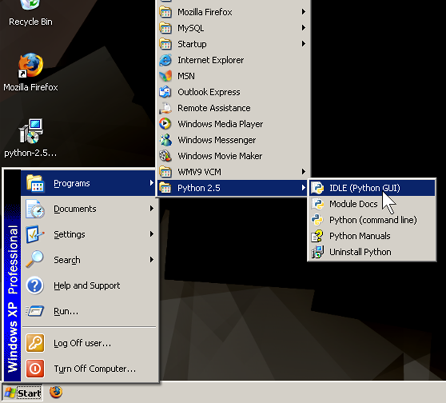 Recycle Bin
Mozilla Firefox
python-2.5...
Mozilla Firefox
MySQL
Startup
Internet Explorer
MSN
Outlook Express
Remote Assistance
Windows Media Player
Windows Messenger
Windows Movie Maker
WMV9 VCM
Python 2.5
IDLE (Python GUI)
Module Docs
Python (command line)
Python Manuals
Uninstall Python
Windows XP Professional
Programs
Documents
Settings
Search
Help and Support
Run...
Log Off user...
Turn Off Computer...
Start